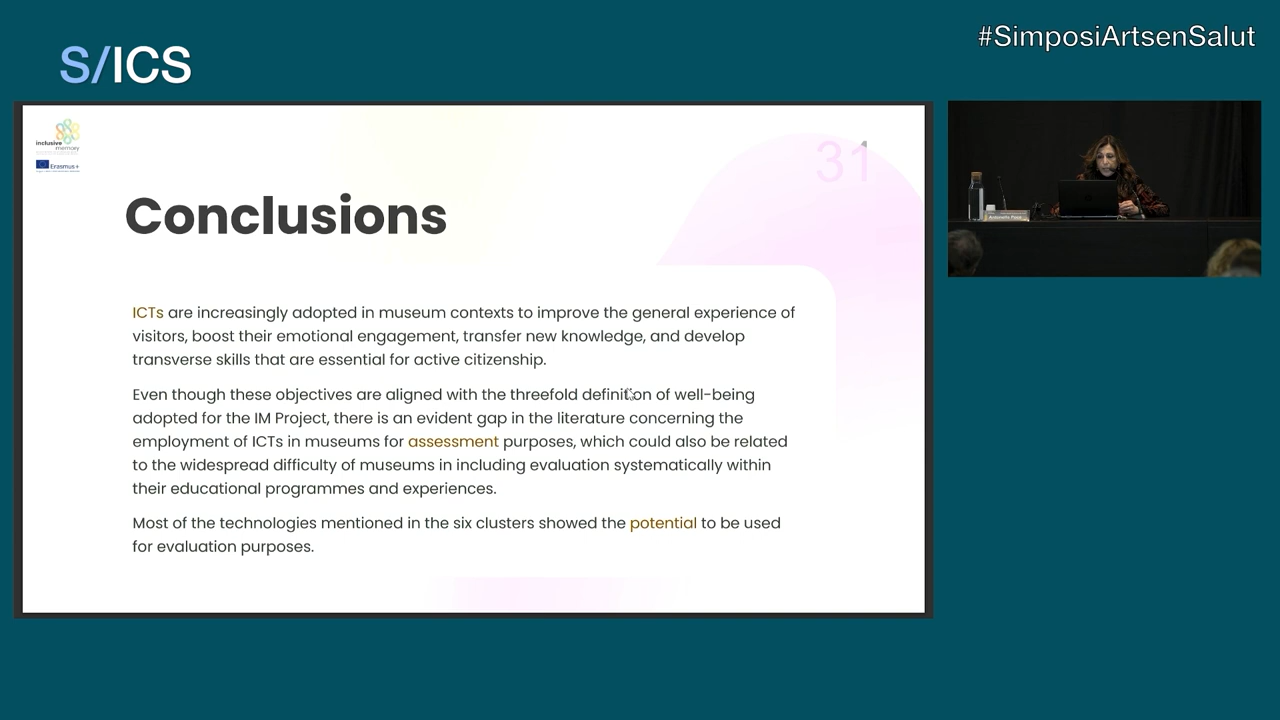 #SimposiArtsenSalut
S/ICS
inclusive
memory
Erasmus+
31
Conclusions
ICTs are increasingly adopted in museum contexts to improve the general experience of
visitors, boost their emotional engagement, transfer new knowledge, and develop
transverse skills that are essential for active citizenship.
Even though these objectives are aligned with the threefold definition of well-being
adopted for the IM Project, there is an evident gap in the literature concerning the
employment of ICTs in museums for assessment purposes, which could also be related
to the widespread difficulty of museums in including evaluation systematically within
their educational programmes and experiences.
Most of the technologies mentioned in the six clusters showed the potential to be used
for evaluation purposes.